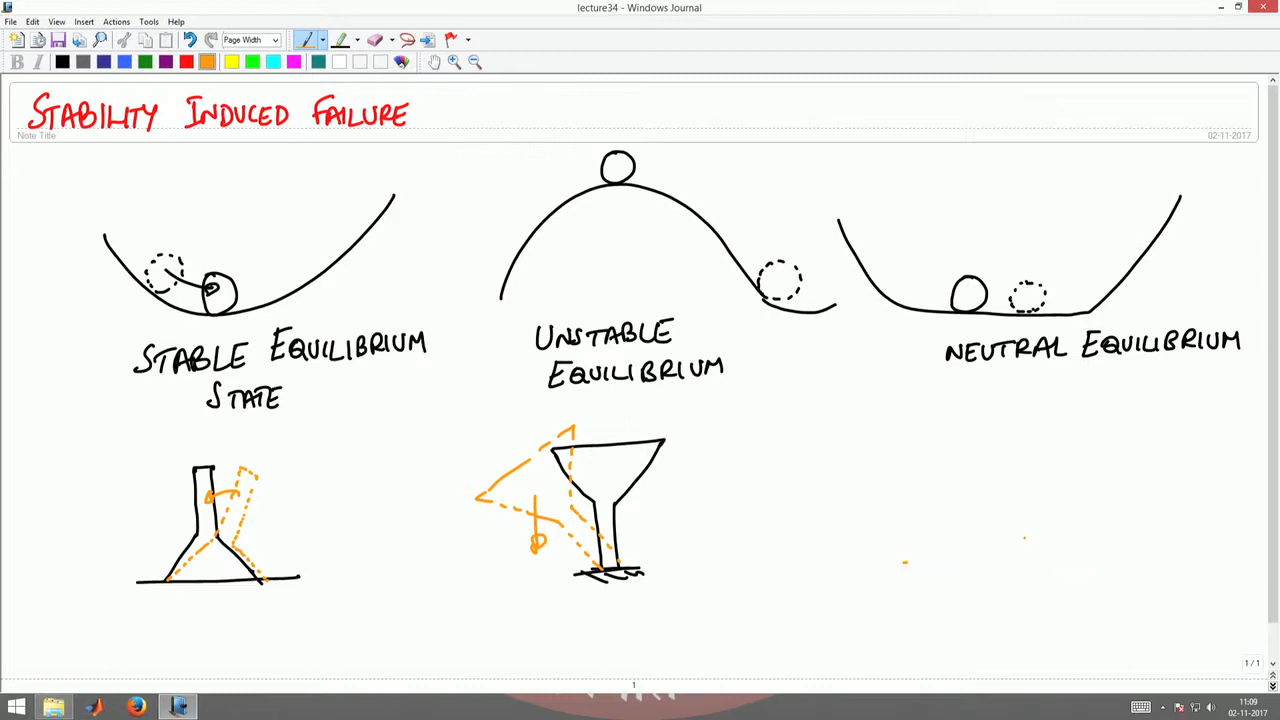 lecture34 - Windows Journal
File Edit View Insert Actions Tools Help
Page Width
B I
STABILITY INDUCED FAILURE
Note Title
02-11-2017
STABLE EQUILIBRIUM
STATE
UNSTABLE
EQUILIBRIUM
NEUTRAL EQUILIBRIUM
1/1
1
11:09
02-11-2017